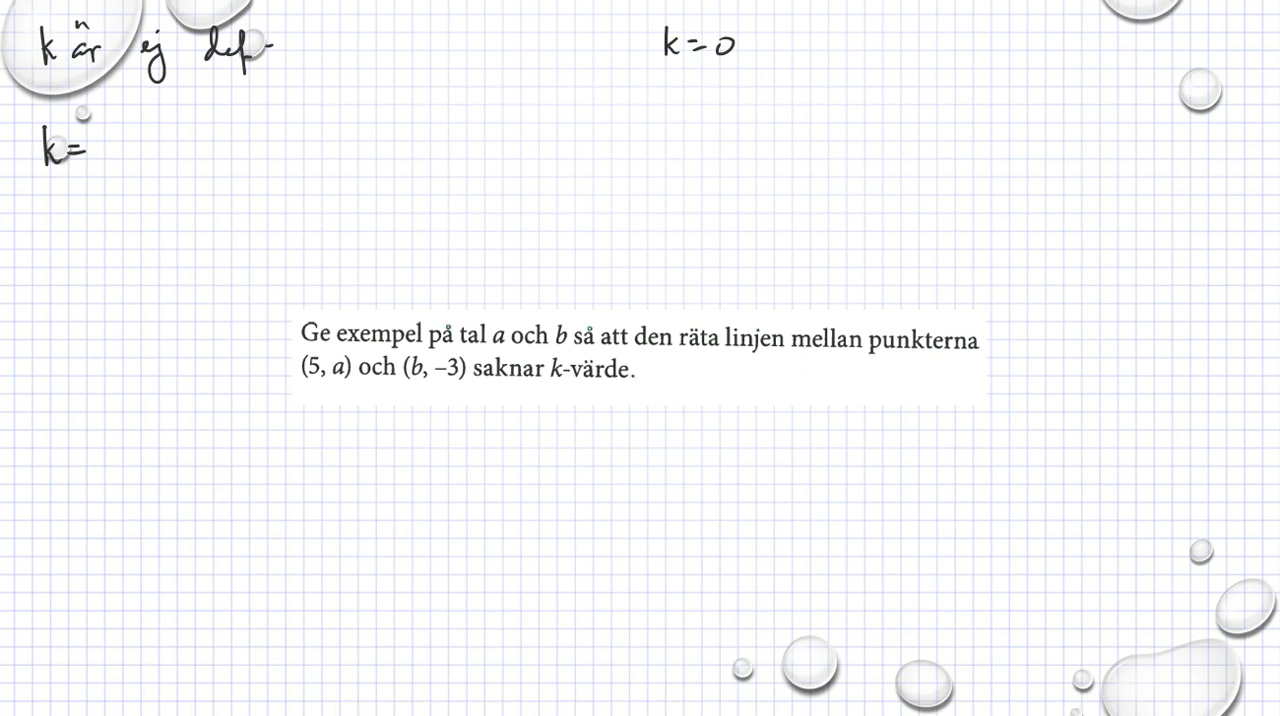 k är ej def.
k=0
k=
Ge exempel på tal a och b så att den räta linjen mellan punkterna
(5, a) och (b, –3) saknar k-värde.